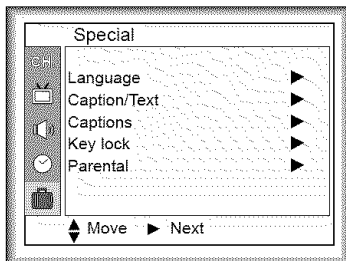 Special
CH
Language
Caption/Text
Captions
Key lock
Parental
Move Next